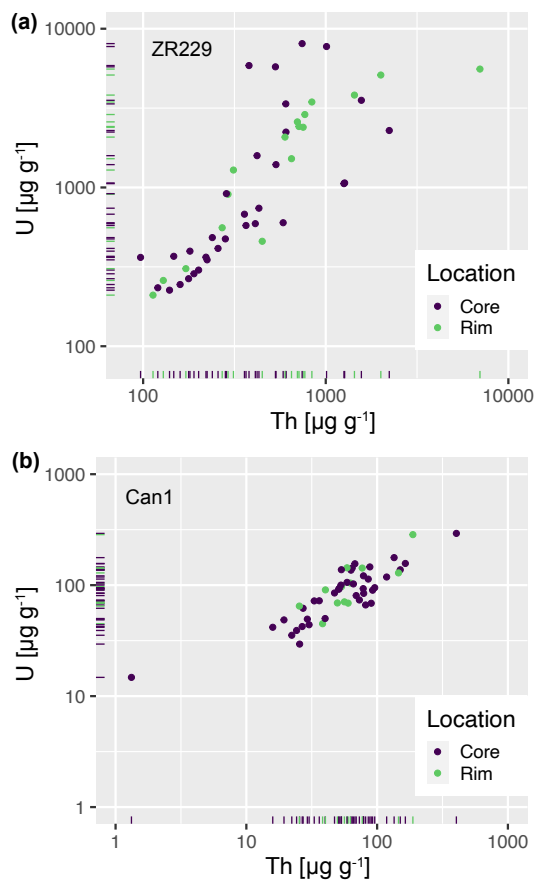 (a)
ZR229
10000
1000
100
U [µg g⁻¹]
Location
Core
Rim
100
1000
10000
Th [µg g⁻¹]
(b)
Can1
1000
100
10
1
U [µg g⁻¹]
Location
Core
Rim
1
10
100
1000
Th [µg g⁻¹]